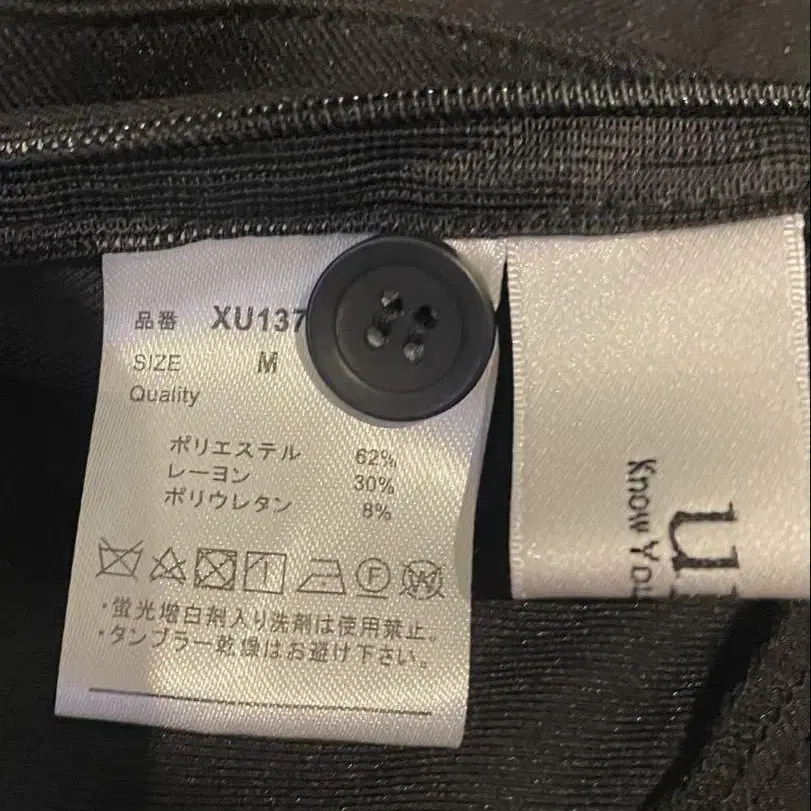 品番 XU137
SIZE M
Quality
ポリエステル 62%
レーヨン 30%
ポリウレタン 8%
F W
・蛍光増白剤入り洗剤は使用禁止。
・タンブラー乾燥はお避け下さい。
Know